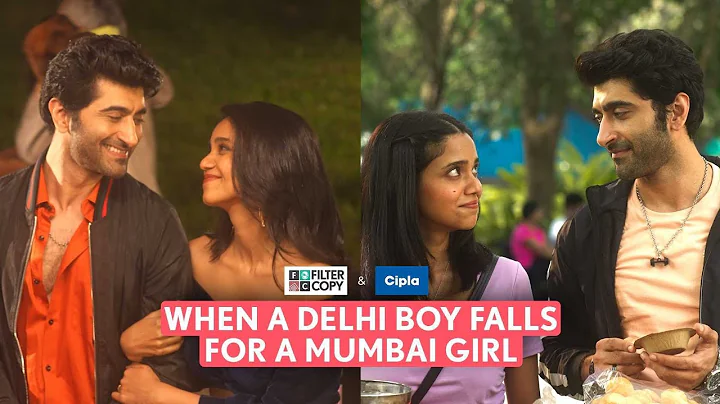 FILTER
COPY
F
C
& Cipla
WHEN A DELHI BOY FALLS
FOR A MUMBAI GIRL